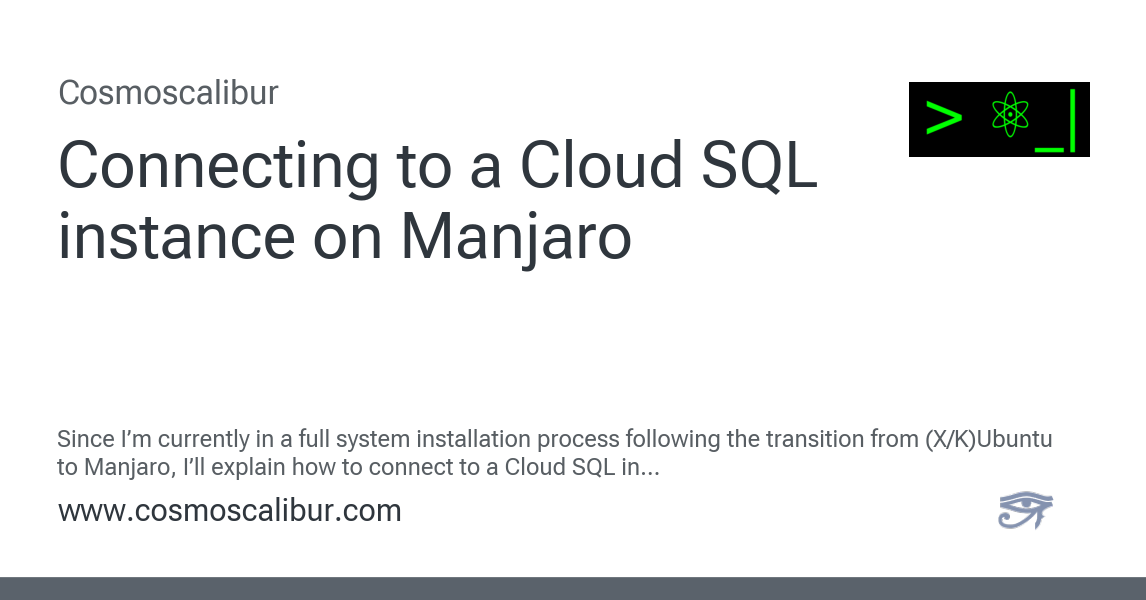 Cosmoscalibur
> ⚛ _|
Connecting to a Cloud SQL
instance on Manjaro
Since I’m currently in a full system installation process following the transition from (X/K)Ubuntu
to Manjaro, I’ll explain how to connect to a Cloud SQL in...
www.cosmoscalibur.com